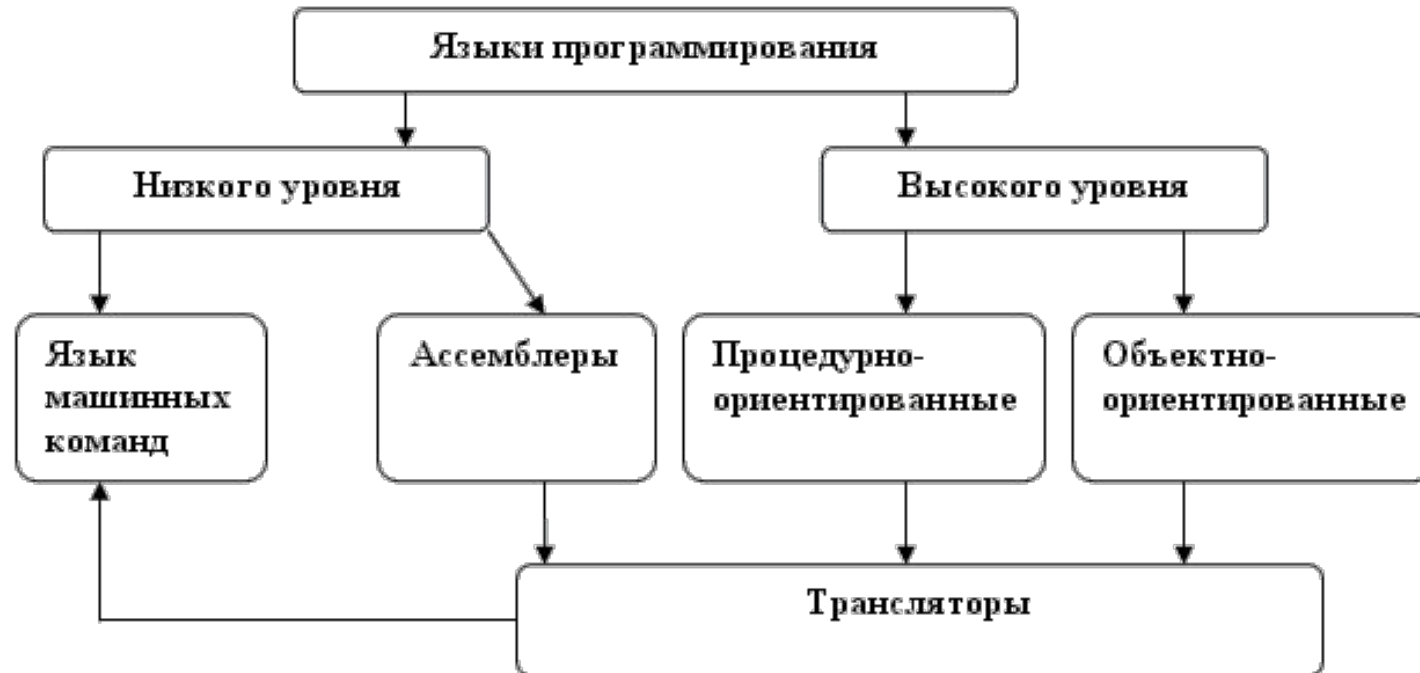 Языки программирования
Низкого уровня
Высокого уровня
Язык
машинных
команд
Ассемблеры
Процедурно-
ориентированные
Объектно-
ориентированные
Трансляторы